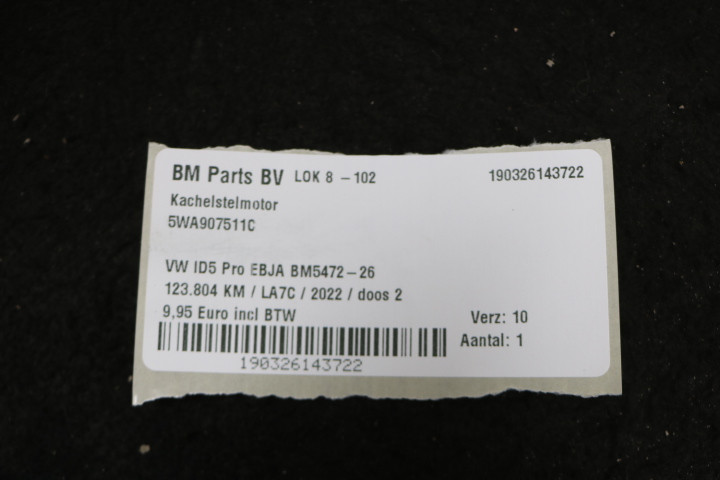 BM Parts BV LOK 8 - 102 190326143722
Kachelstelmotor
5WA907511C
VW ID5 Pro EBJA BM5472-26
123.804 KM / LA7C / 2022 / doos 2
9,95 Euro incl BTW Verz: 10
Aantal: 1
190326143722